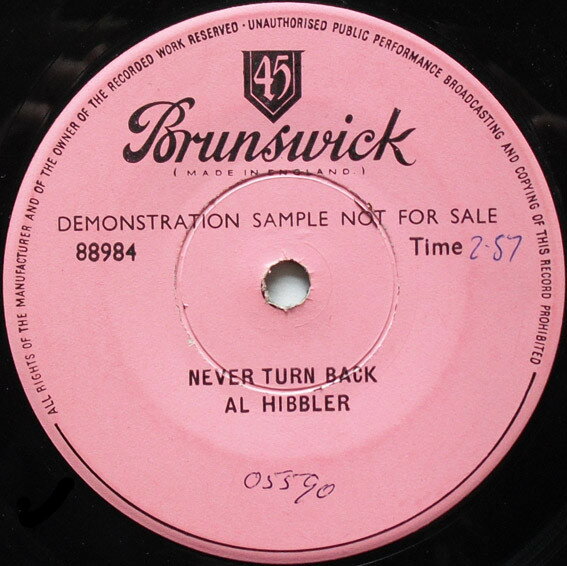 ALL RIGHTS OF THE MANUFACTURER AND OF THE OWNER OF THE RECORDED WORK RESERVED · UNAUTHORISED PUBLIC PERFORMANCE BROADCASTING AND COPYING OF THIS RECORD PROHIBITED
45
Brunswick
( MADE IN ENGLAND. )
DEMONSTRATION SAMPLE NOT FOR SALE
88984 Time 2·57
NEVER TURN BACK
AL HIBBLER
05590